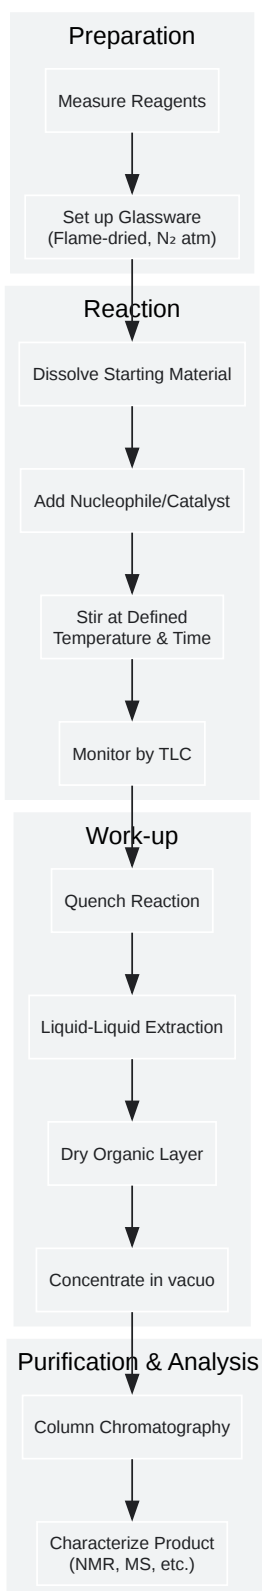 Preparation
Measure Reagents
Set up Glassware
(Flame-dried, N₂ atm)
Reaction
Dissolve Starting Material
Add Nucleophile/Catalyst
Stir at Defined
Temperature & Time
Monitor by TLC
Work-up
Quench Reaction
Liquid-Liquid Extraction
Dry Organic Layer
Concentrate in vacuo
Purification & Analysis
Column Chromatography
Characterize Product
(NMR, MS, etc.)